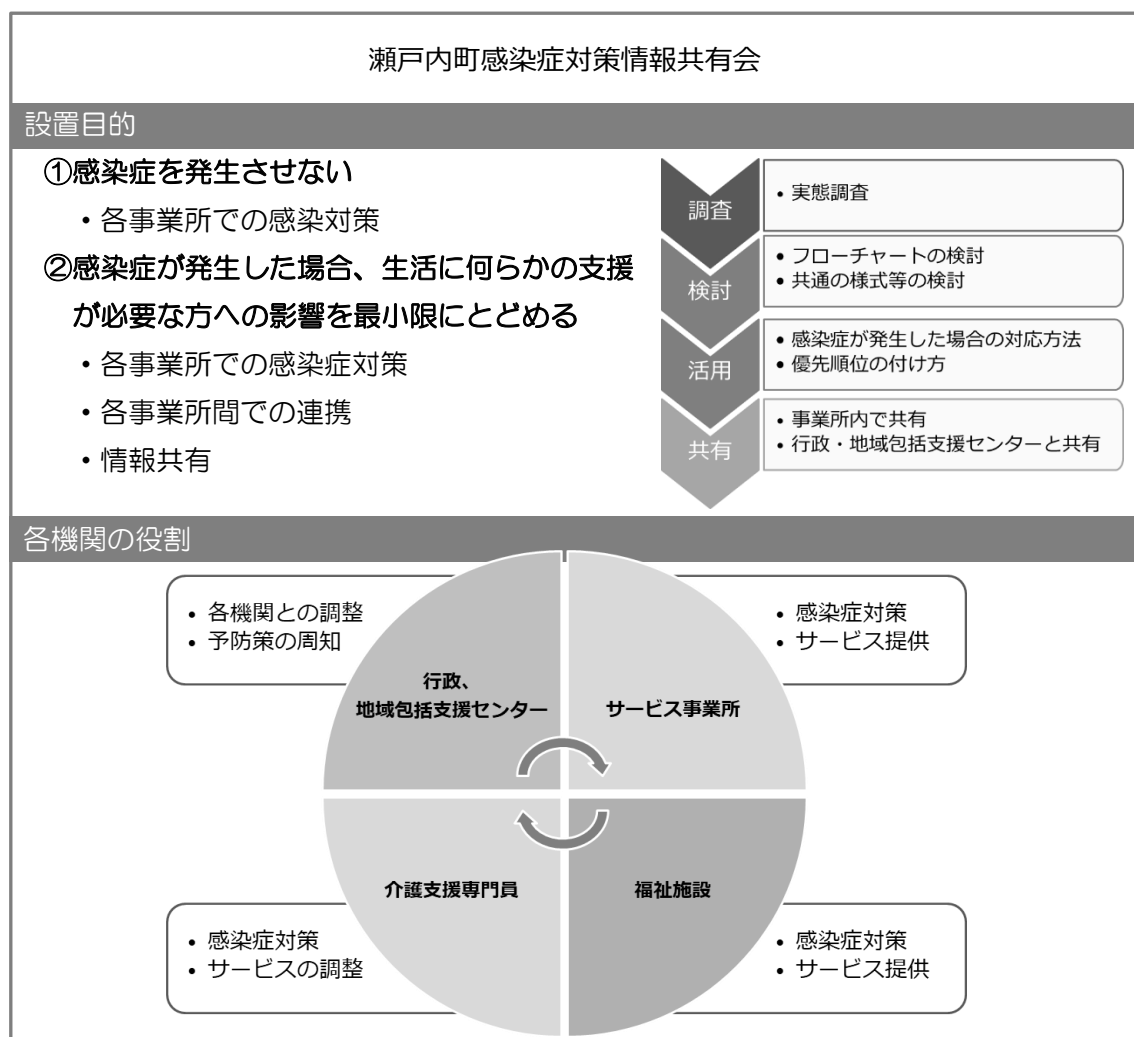 瀬戸内町感染症対策情報共有会
設置目的
①感染症を発生させない
・各事業所での感染対策
②感染症が発生した場合、生活に何らかの支援
が必要な方への影響を最小限にとどめる
・各事業所での感染症対策
・各事業所間での連携
・情報共有
調査
• 実態調査
検討
• フローチャートの検討
• 共通の様式等の検討
活用
• 感染症が発生した場合の対応方法
• 優先順位の付け方
共有
• 事業所内で共有
• 行政・地域包括支援センターと共有
各機関の役割
• 各機関との調整
• 予防策の周知
行政、
地域包括支援センター
• 感染症対策
• サービス提供
サービス事業所
介護支援専門員
• 感染症対策
• サービスの調整
福祉施設
• 感染症対策
• サービス提供